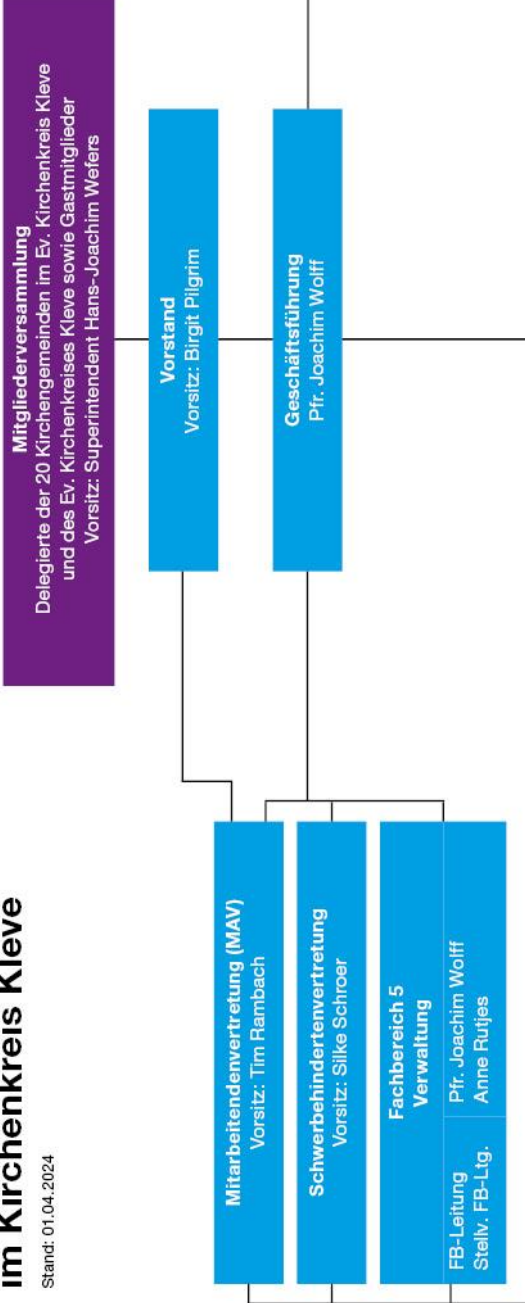 im Kirchenkreis Kleve
Stand: 01.04.2024
Mitgliederversammlung
Delegierte der 20 Kirchengemeinden im Ev. Kirchenkreis Kleve
und des Ev. Kirchenkreises Kleve sowie Gastmitglieder
Vorsitz: Superintendent Hans-Joachim Wefers
Vorstand
Vorsitz: Birgit Pilgrim
Geschäftsführung
Pfr. Joachim Wolff
Mitarbeitendenvertretung (MAV)
Vorsitz: Tim Rambach
Schwerbehindertenvertretung
Vorsitz: Silke Schroer
Fachbereich 5
Verwaltung
FB-Leitung Pfr. Joachim Wolff
Stellv. FB-Ltg. Anne Rutjes